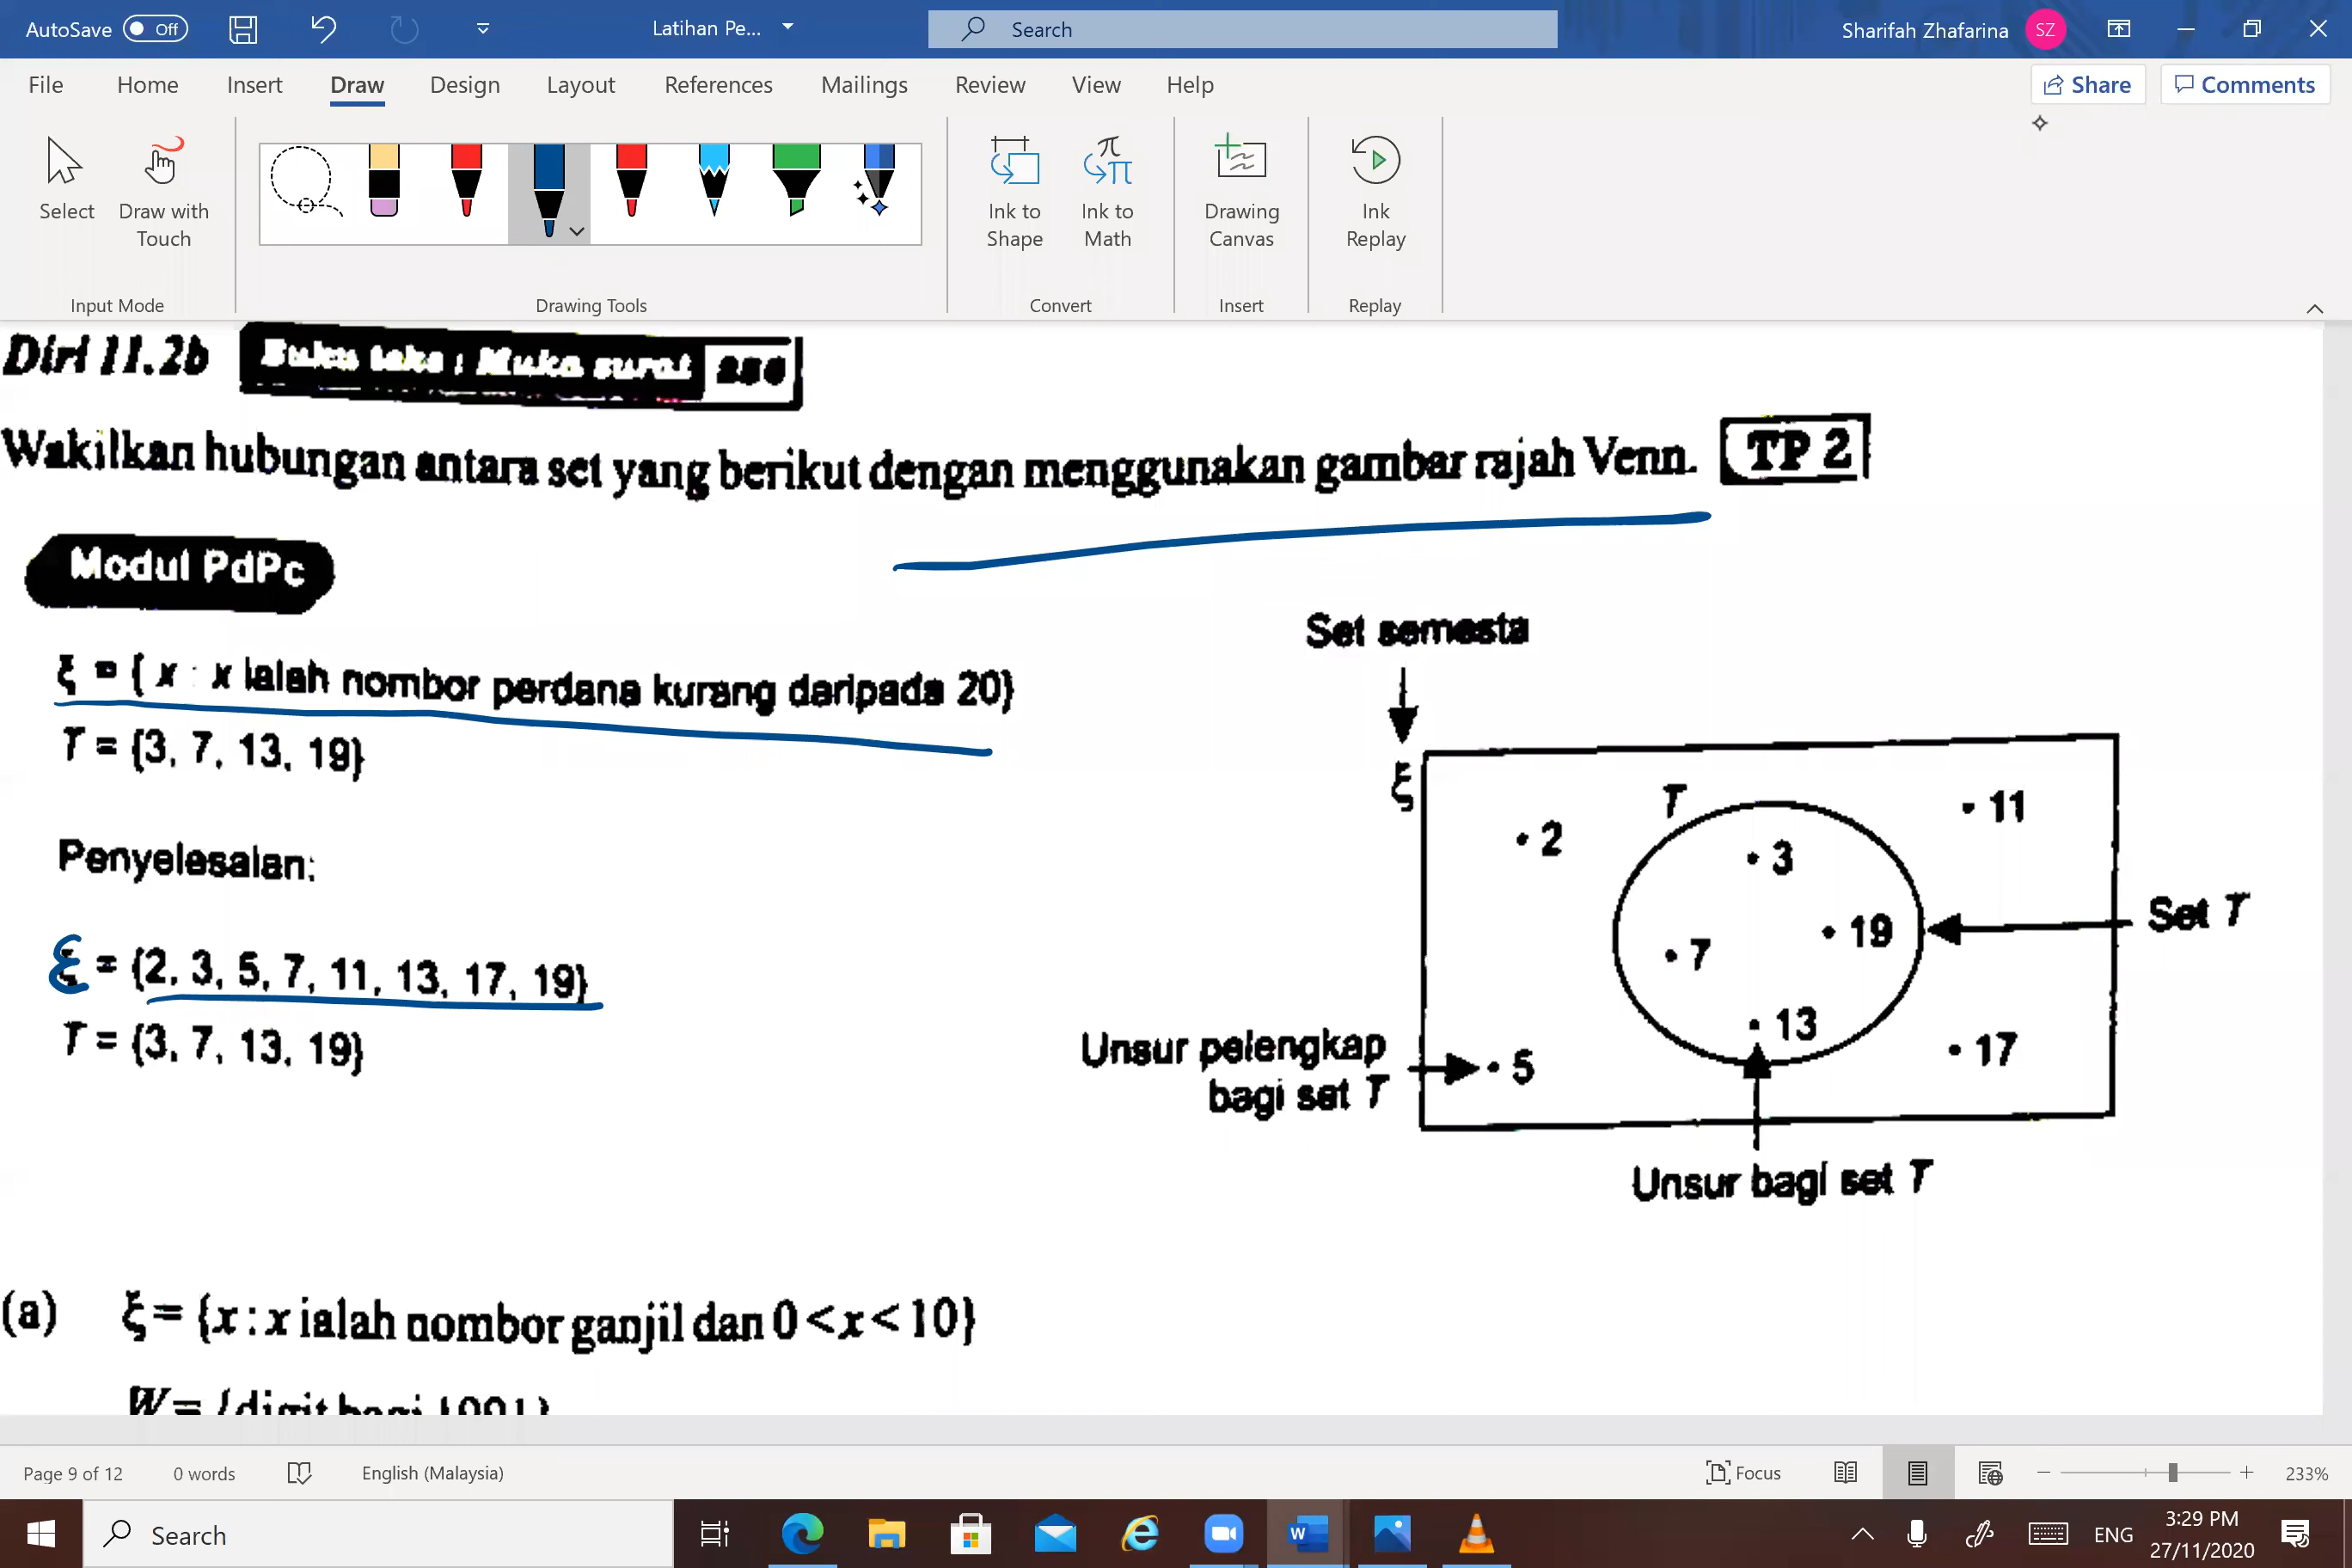 AutoSave Off Latihan Pe... Search Sharifah Zhafarina SZ
File Home Insert Draw Design Layout References Mailings Review View Help Share Comments
Select Draw with Touch Ink to Shape Ink to Math Drawing Canvas Ink Replay
Input Mode Drawing Tools Convert Insert Replay
Diri 11.2b Buku teks : Muka surat
Wakilkan hubungan antara set yang berikut dengan menggunakan gambar rajah Venn. TP 2
Modul PdPc
ξ = { x : x ialah nombor perdana kurang daripada 20}
T = {3, 7, 13, 19}
Penyelesaian:
ξ = {2, 3, 5, 7, 11, 13, 17, 19}
T = {3, 7, 13, 19}
Set semesta
ξ
T
• 2
• 11
• 3
• 19
• 7
• 13
• 5
• 17
Set T
Unsur pelengkap
bagi set T
Unsur bagi set T
(a) ξ = {x : x ialah nombor ganjil dan 0 < x < 10}
W = {digit bagi
Page 9 of 12 0 words English (Malaysia) Focus 233%
Search ENG 3:29 PM
27/11/2020